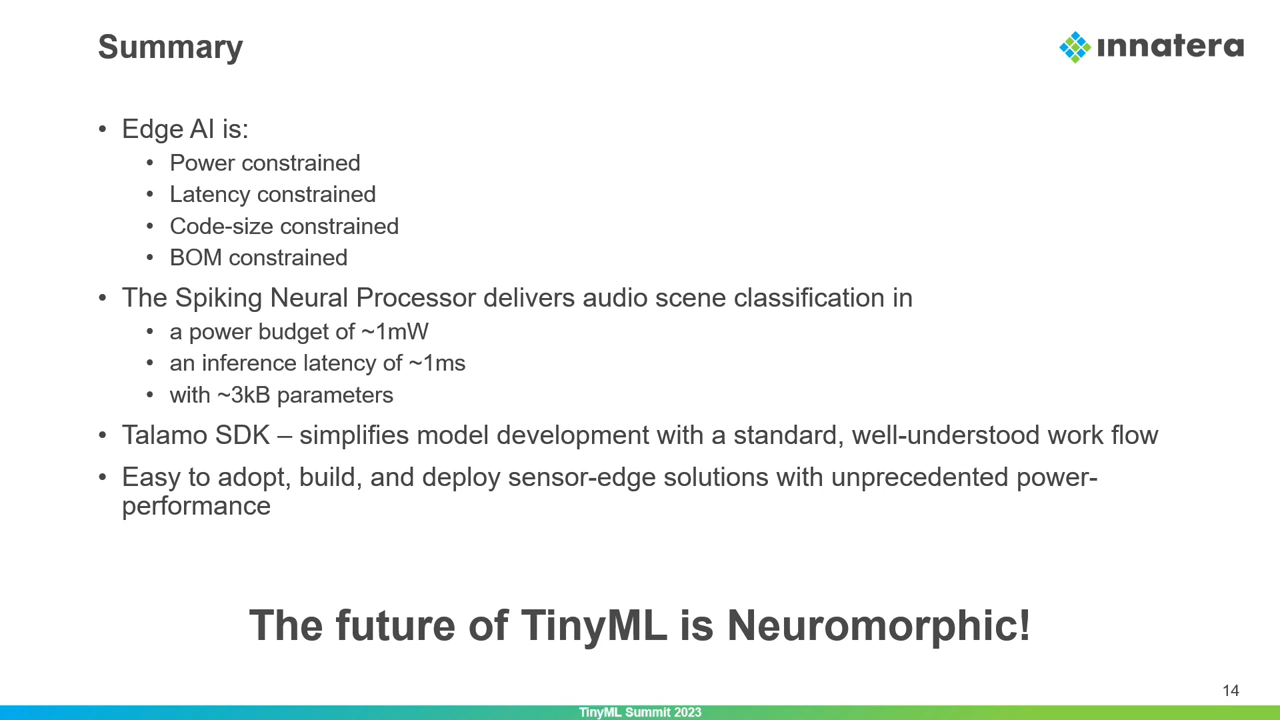 Summary
innatera
• Edge AI is:
• Power constrained
• Latency constrained
• Code-size constrained
• BOM constrained
• The Spiking Neural Processor delivers audio scene classification in
• a power budget of ~1mW
• an inference latency of ~1ms
• with ~3kB parameters
• Talamo SDK – simplifies model development with a standard, well-understood work flow
• Easy to adopt, build, and deploy sensor-edge solutions with unprecedented power-
performance
The future of TinyML is Neuromorphic!
14
TinyML Summit 2023